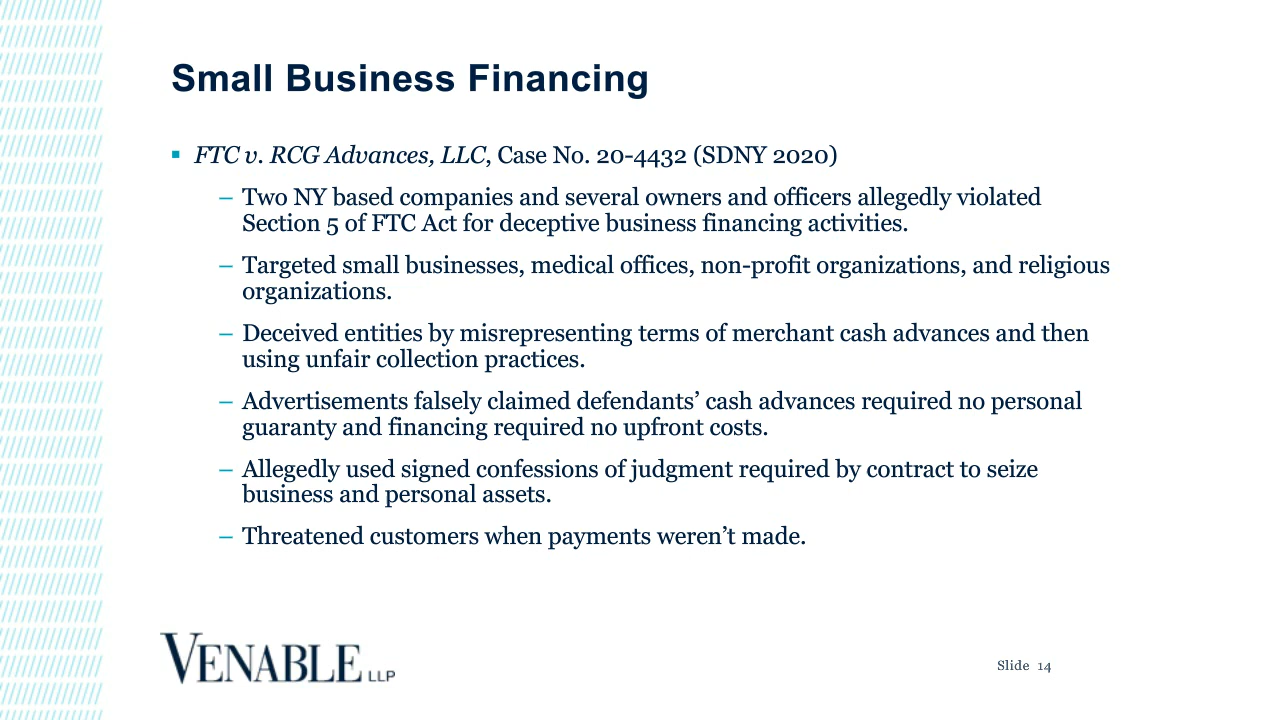 Small Business Financing
▪ FTC v. RCG Advances, LLC, Case No. 20-4432 (SDNY 2020)
– Two NY based companies and several owners and officers allegedly violated
Section 5 of FTC Act for deceptive business financing activities.
– Targeted small businesses, medical offices, non-profit organizations, and religious
organizations.
– Deceived entities by misrepresenting terms of merchant cash advances and then
using unfair collection practices.
– Advertisements falsely claimed defendants’ cash advances required no personal
guaranty and financing required no upfront costs.
– Allegedly used signed confessions of judgment required by contract to seize
business and personal assets.
– Threatened customers when payments weren’t made.
VENABLE LLP
Slide 14